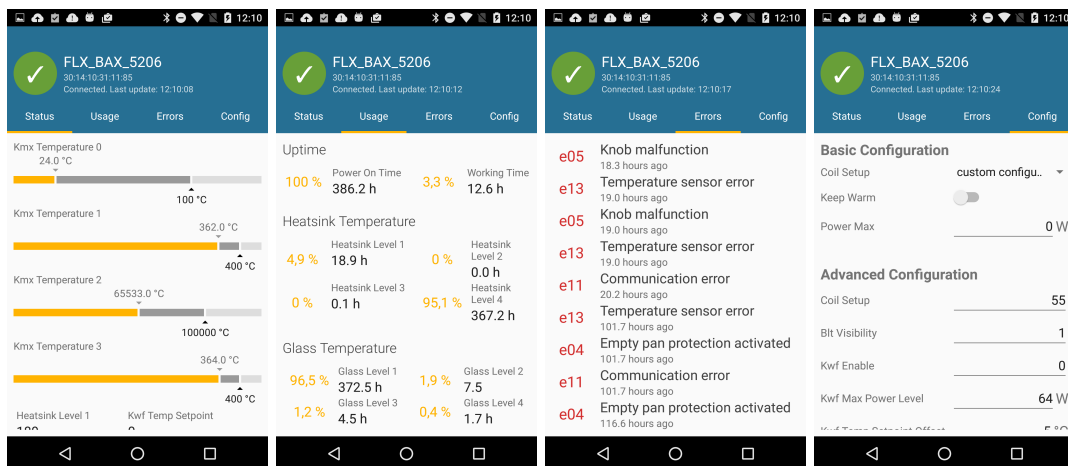 12:10
FLX_BAX_5206
30:14:10:31:11:85
Connected. Last update: 12:10:08
Status Usage Errors Config
Kmx Temperature 0
24.0 °C
100 °C
Kmx Temperature 1
362.0 °C
400 °C
Kmx Temperature 2
65533.0 °C
100000 °C
Kmx Temperature 3
364.0 °C
400 °C
Heatsink Level 1 Kwf Temp Setpoint
12:10
FLX_BAX_5206
30:14:10:31:11:85
Connected. Last update: 12:10:12
Status Usage Errors Config
Uptime
100 % Power On Time 386.2 h 3,3 % Working Time 12.6 h
Heatsink Temperature
4,9 % Heatsink Level 1 18.9 h 0 % Heatsink Level 2 0.0 h
0 % Heatsink Level 3 0.1 h 95,1 % Heatsink Level 4 367.2 h
Glass Temperature
96,5 % Glass Level 1 372.5 h 1,9 % Glass Level 2 7.5
1,2 % Glass Level 3 4.5 h 0,4 % Glass Level 4 1.7 h
12:10
FLX_BAX_5206
30:14:10:31:11:85
Connected. Last update: 12:10:17
Status Usage Errors Config
e05 Knob malfunction
18.3 hours ago
e13 Temperature sensor error
19.0 hours ago
e05 Knob malfunction
19.0 hours ago
e13 Temperature sensor error
19.0 hours ago
e11 Communication error
20.2 hours ago
e13 Temperature sensor error
101.7 hours ago
e04 Empty pan protection activated
101.7 hours ago
e11 Communication error
101.7 hours ago
e04 Empty pan protection activated
116.6 hours ago
12:10
FLX_BAX_5206
30:14:10:31:11:85
Connected. Last update: 12:10:24
Status Usage Errors Config
Basic Configuration
Coil Setup custom configu..
Keep Warm
Power Max 0 W
Advanced Configuration
Coil Setup 55
Blt Visibility 1
Kwf Enable 0
Kwf Max Power Level 64 W
Kwf Temp Setpoint Offset 5 °C